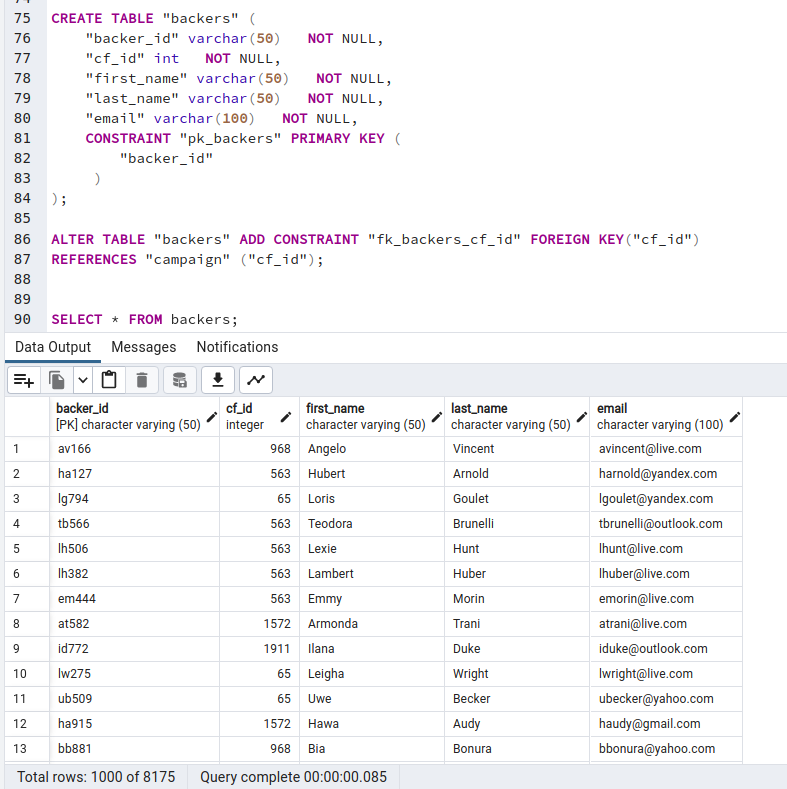 75 CREATE TABLE "backers" (
76 "backer_id" varchar(50) NOT NULL,
77 "cf_id" int NOT NULL,
78 "first_name" varchar(50) NOT NULL,
79 "last_name" varchar(50) NOT NULL,
80 "email" varchar(100) NOT NULL,
81 CONSTRAINT "pk_backers" PRIMARY KEY (
82 "backer_id"
83 )
84 );
85
86 ALTER TABLE "backers" ADD CONSTRAINT "fk_backers_cf_id" FOREIGN KEY("cf_id")
87 REFERENCES "campaign" ("cf_id");
88
89
90 SELECT * FROM backers;
Data Output Messages Notifications
backer_id cf_id first_name last_name email
[PK] character varying (50) integer character varying (50) character varying (50) character varying (100)
1 av166 968 Angelo Vincent avincent@live.com
2 ha127 563 Hubert Arnold harnold@yandex.com
3 lg794 65 Loris Goulet lgoulet@yandex.com
4 tb566 563 Teodora Brunelli tbrunelli@outlook.com
5 lh506 563 Lexie Hunt lhunt@live.com
6 lh382 563 Lambert Huber lhuber@live.com
7 em444 563 Emmy Morin emorin@live.com
8 at582 1572 Armonda Trani atrani@live.com
9 id772 1911 Ilana Duke iduke@outlook.com
10 lw275 65 Leigha Wright lwright@live.com
11 ub509 65 Uwe Becker ubecker@yahoo.com
12 ha915 1572 Hawa Audy haudy@gmail.com
13 bb881 968 Bia Bonura bbonura@yahoo.com
Total rows: 1000 of 8175 Query complete 00:00:00.085